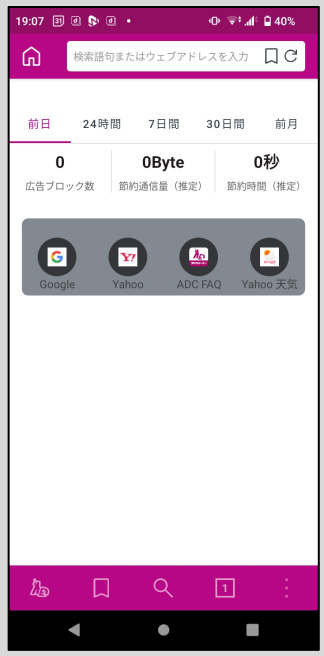 19:07 31 d d 40%
検索語句またはウェブアドレスを入力
前日 24時間 7日間 30日間 前月
0 0Byte 0秒
広告ブロック数 節約通信量（推定） 節約時間（推定）
G Y!
Google Yahoo ADC FAQ Yahoo 天気
1